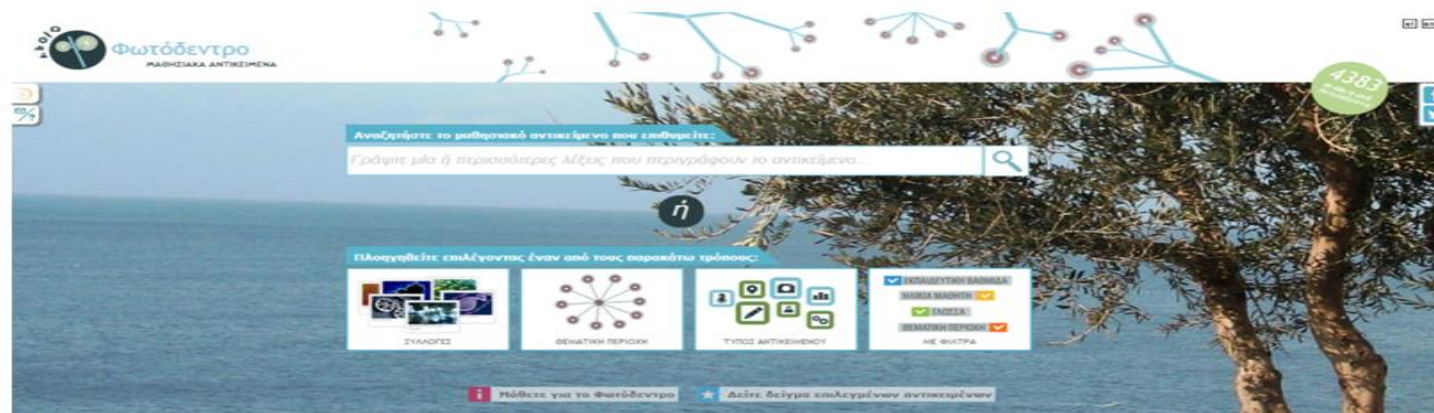 el en
Φωτόδεντρο
ΜΑΘΗΣΙΑΚΑ ΑΝΤΙΚΕΙΜΕΝΑ
4383
Αναζητήστε το μαθησιακό αντικείμενο που επιθυμείτε:
Γράψτε μία ή περισσότερες λέξεις που περιγράφουν το αντικείμενο...
ή
Πλοηγηθείτε επιλέγοντας έναν από τους παρακάτω τρόπους:
ΕΚΠΑΙΔΕΥΤΙΚΗ ΒΑΘΜΙΔΑ
ΗΛΙΚΙΑ ΜΑΘΗΤΗ
ΓΛΩΣΣΑ
ΘΕΜΑΤΙΚΗ ΠΕΡΙΟΧΗ
ΣΥΛΛΟΓΕΣ ΘΕΜΑΤΙΚΗ ΠΕΡΙΟΧΗ ΤΥΠΟΣ ΑΝΤΙΚΕΙΜΕΝΟΥ ΜΕ ΦΙΛΤΡΑ
Μάθετε για το Φωτόδεντρο Δείτε δείγμα επιλεγμένων αντικειμένων